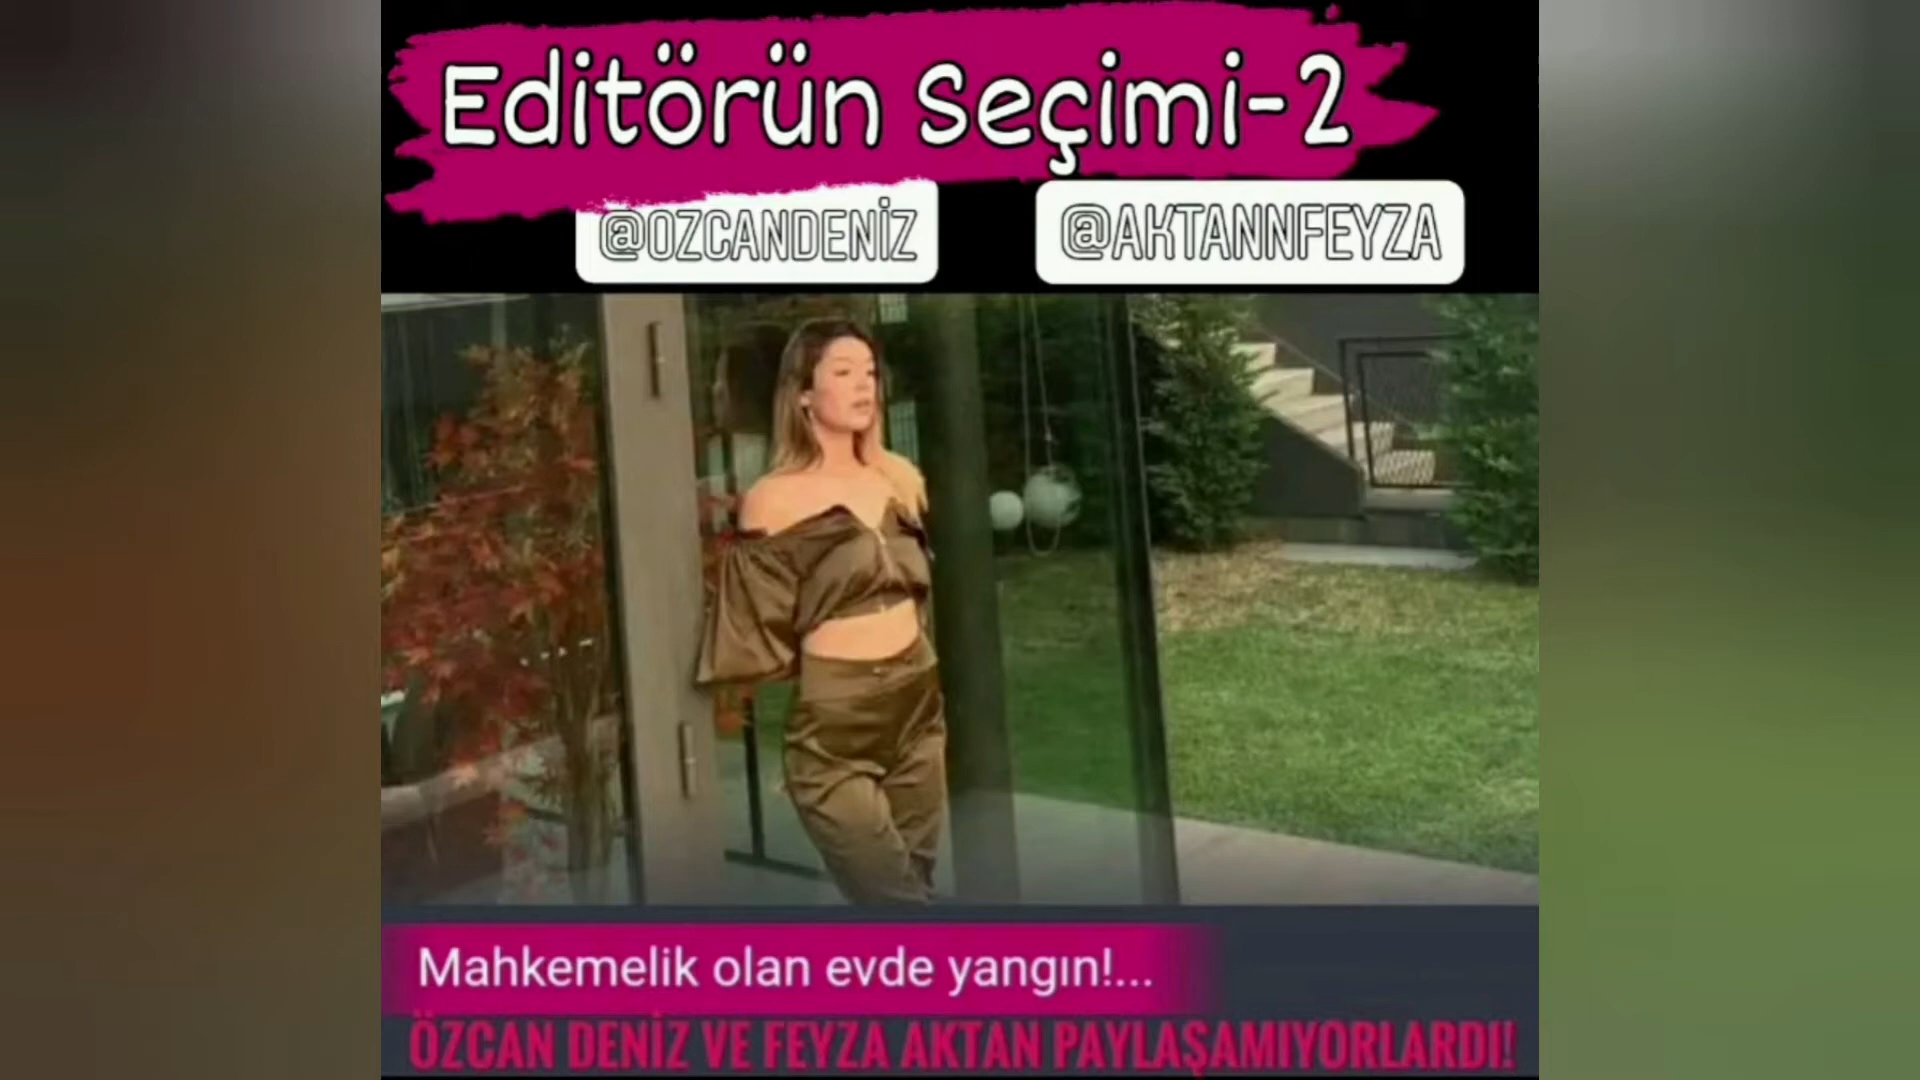 Editörün Seçimi-2
@OZCANDENİZ @AKTANNFEYZA
Mahkemelik olan evde yangın!...
ÖZCAN DENİZ VE FEYZA AKTAN PAYLAŞAMIYORLARDI!